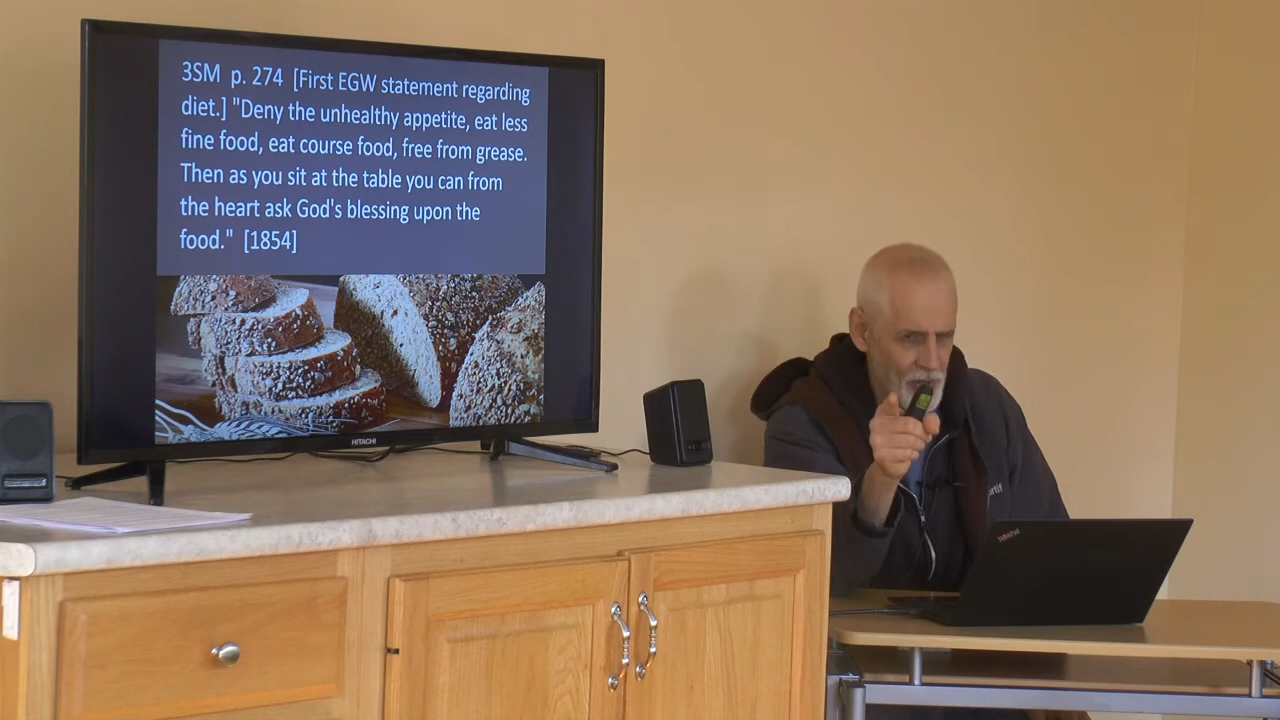 3SM p. 274 [First EGW statement regarding
diet.] "Deny the unhealthy appetite, eat less
fine food, eat course food, free from grease.
Then as you sit at the table you can from
the heart ask God's blessing upon the
food." [1854]
HITACHI
ThinkPad